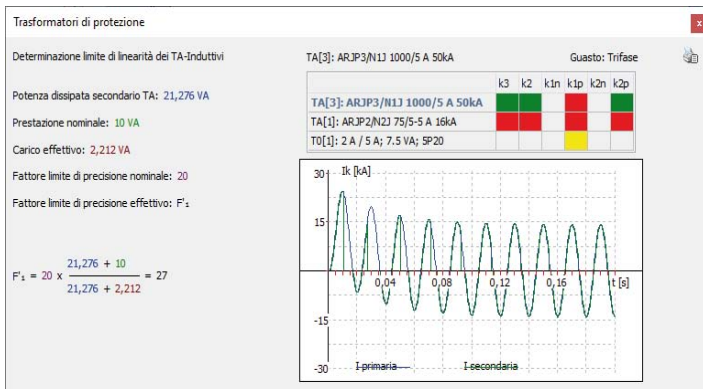 Trasformatori di protezione
x
Determinazione limite di linearità dei TA-Induttivi
TA[3]: ARJP3/N1J 1000/5 A 50kA
Guasto: Trifase
k3 k2 k1n k1p k2n k2p
TA[3]: ARJP3/N1J 1000/5 A 50kA
TA[1]: ARJP2/N2J 75/5-5 A 16kA
T0[1]: 2 A / 5 A; 7.5 VA; 5P20
Potenza dissipata secondario TA: 21,276 VA
Prestazione nominale: 10 VA
Carico effettivo: 2,212 VA
Fattore limite di precisione nominale: 20
Fattore limite di precisione effettivo: F'₁
F'₁ = 20 x (21,276 + 10) / (21,276 + 2,212) = 27
Ik [kA]
30
15
-15
-30
0,04 0,08 0,12 0,16 t [s]
I primaria
I secondaria